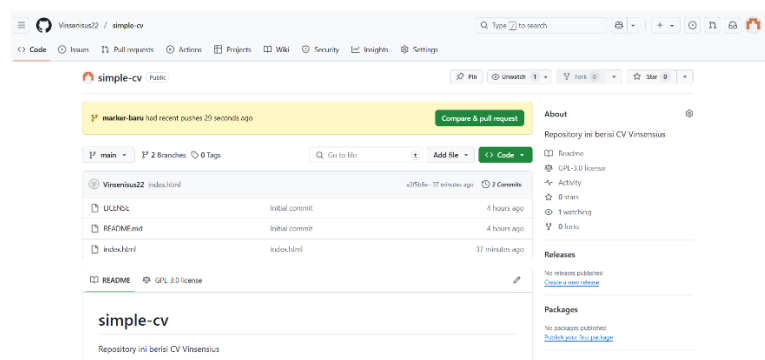 Vinsenisus22 / simple-cv
Type / to search
Code Issues Pull requests Actions Projects Wiki Security Insights Settings
simple-cv Public
Pin Unwatch 1 Fork 0 Star 0
marker-baru had recent pushes 29 seconds ago
Compare & pull request
main 2 Branches 0 Tags
Go to file t
Add file
Code
Vinsenisus22 index.html
37 minutes ago 2 Commits
LICENSE Initial commit 4 hours ago
README.md Initial commit 4 hours ago
index.html index.html 37 minutes ago
README GPL-3.0 license
simple-cv
Repository ini berisi CV Vinsensius
About
Repository ini berisi CV Vinsensius
Readme
GPL-3.0 license
Activity
0 stars
1 watching
0 forks
Releases
No releases published
Create a new release
Packages
No packages published
Publish your first package